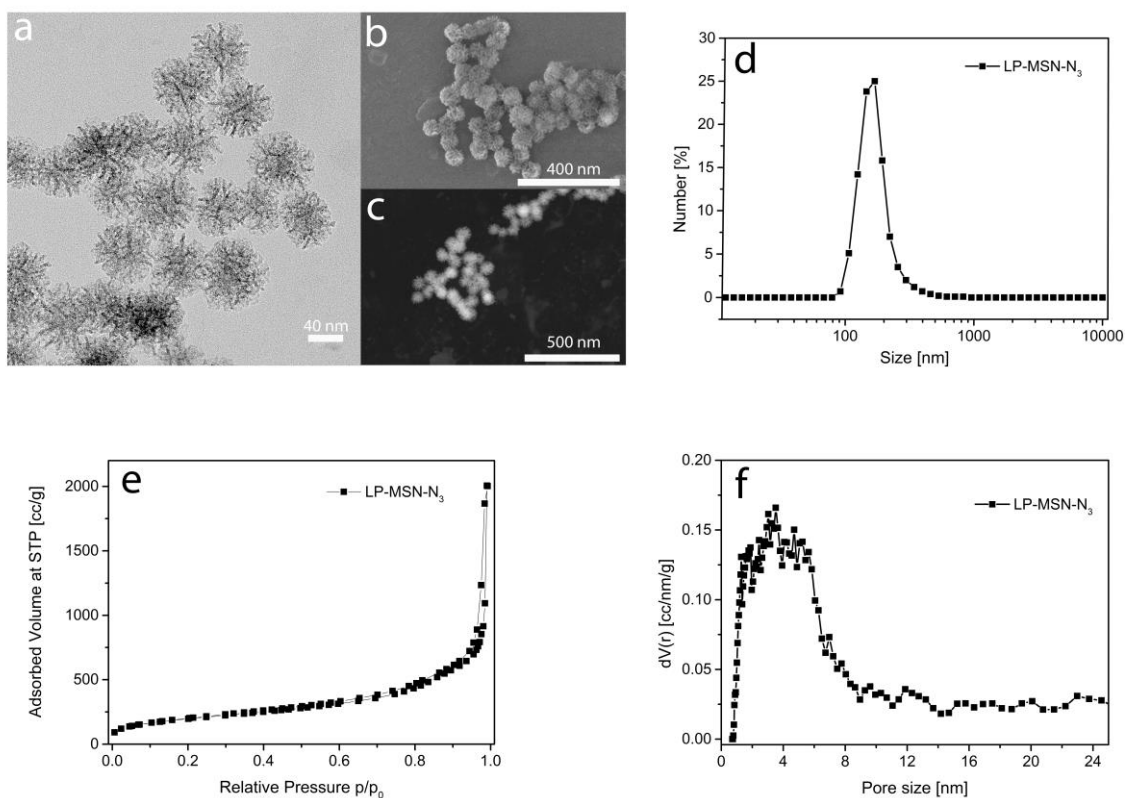 a
40 nm
b
400 nm
c
500 nm
d
LP-MSN-N₃
Number [%]
30
25
20
15
10
5
0
100 1000 10000
Size [nm]
e
LP-MSN-N₃
Adsorbed Volume at STP [cc/g]
2000
1500
1000
500
0
0.0 0.2 0.4 0.6 0.8 1.0
Relative Pressure p/p₀
f
LP-MSN-N₃
dV(r) [cc/nm/g]
0.20
0.15
0.10
0.05
0.00
0 4 8 12 16 20 24
Pore size [nm]